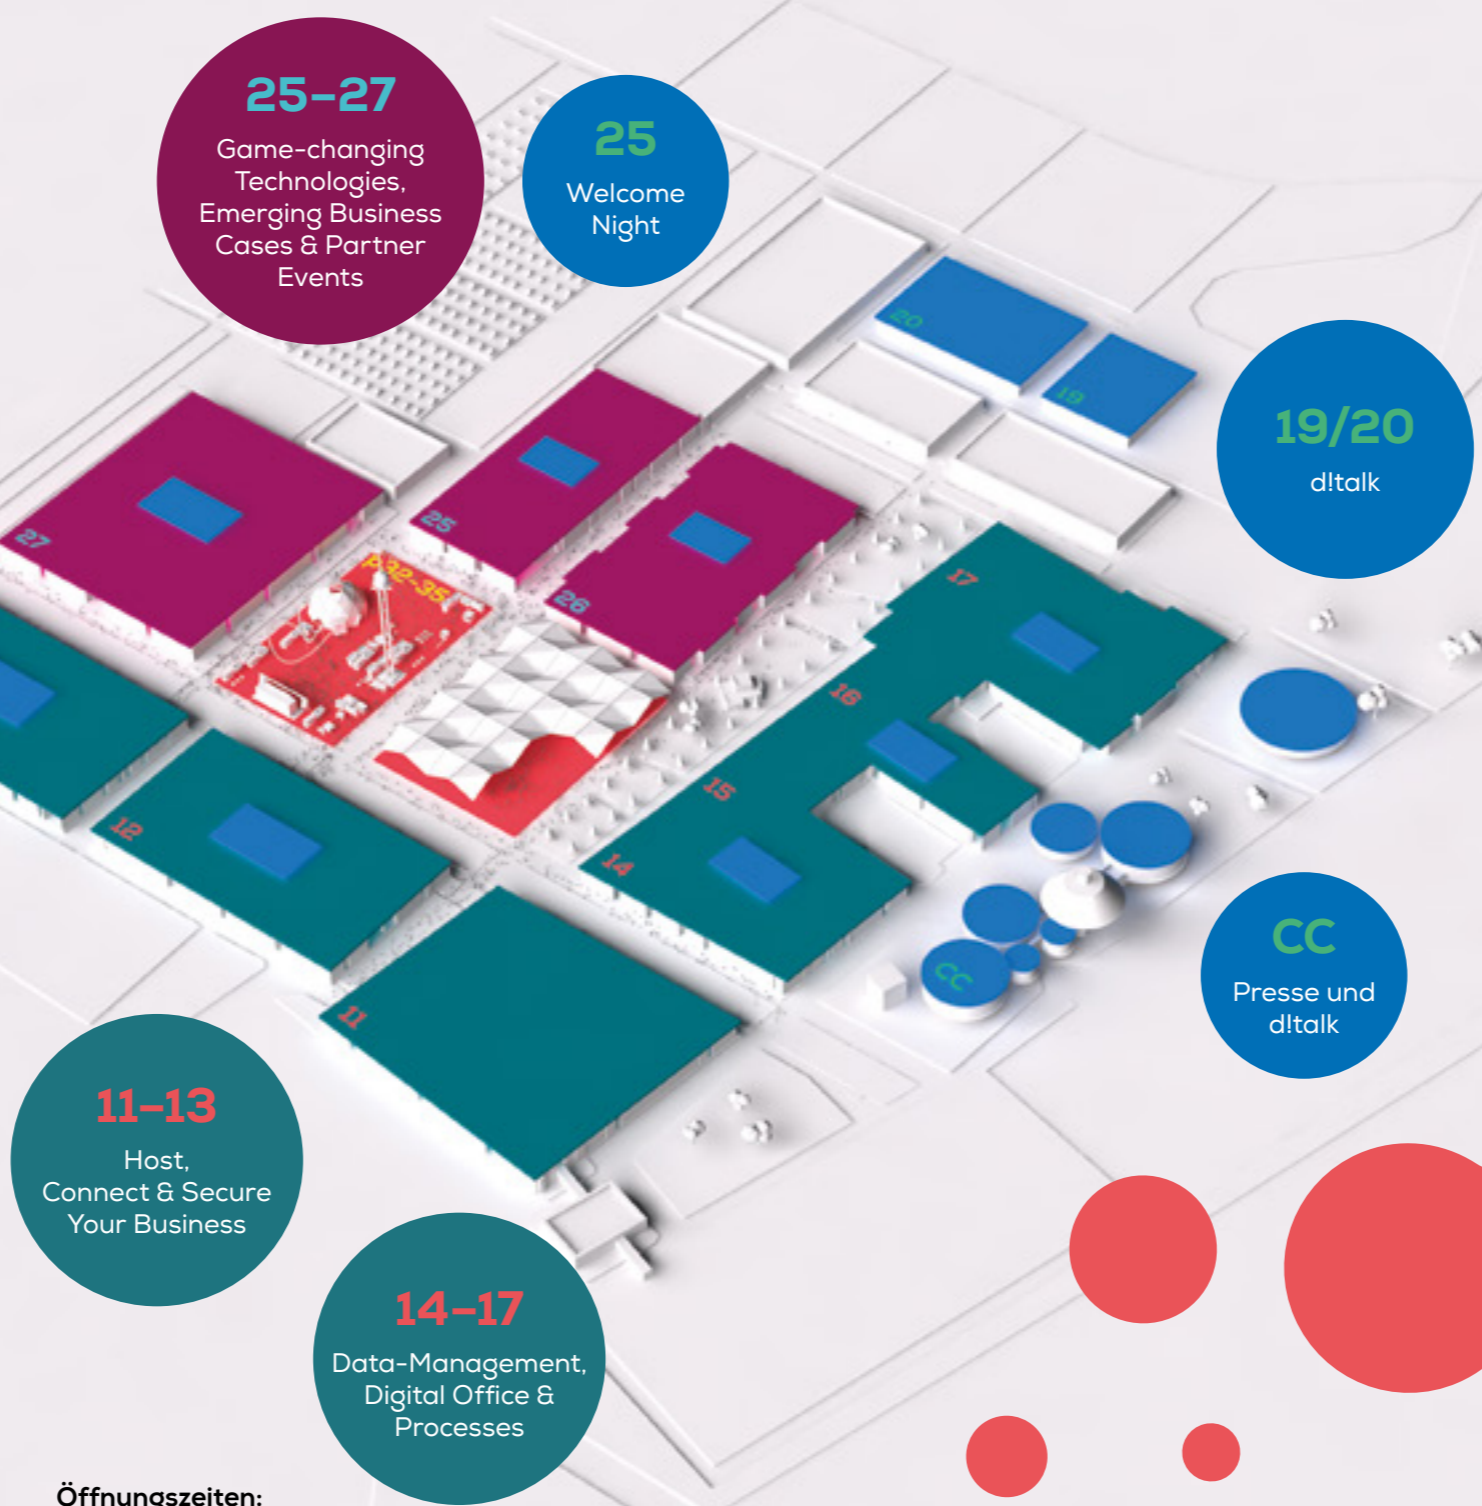 25–27
Game-changing
Technologies,
Emerging Business
Cases & Partner
Events
25
Welcome
Night
20
19
19/20
d!talk
27
25
26
p32-35
17
16
15
14
12
11
CC
CC
Presse und
d!talk
11–13
Host,
Connect & Secure
Your Business
14–17
Data-Management,
Digital Office &
Processes
Öffnungszeiten: